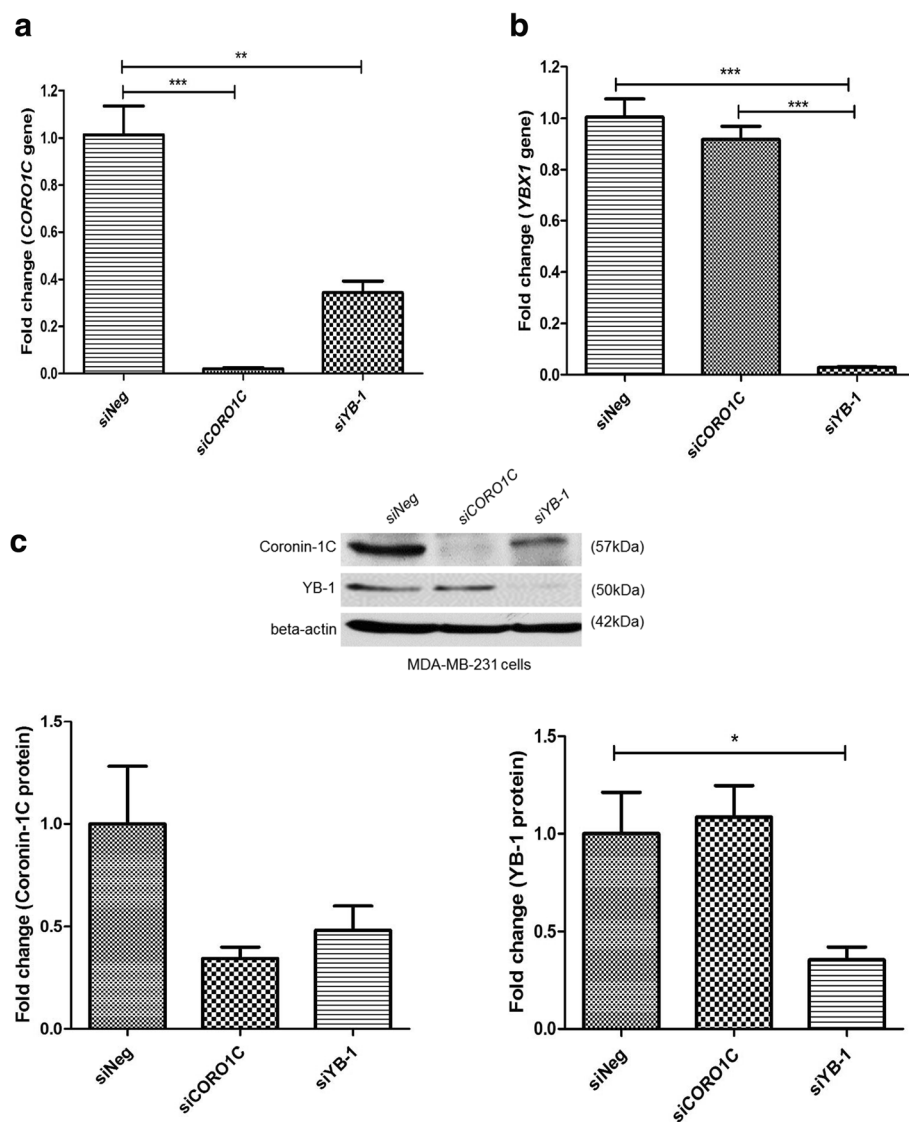 a
**
***
Fold change (CORO1C gene)
1.2
1.0
0.8
0.6
0.4
0.2
0.0
siNeg
siCORO1C
siYB-1
b
***
***
Fold change (YBX1 gene)
1.2
1.0
0.8
0.6
0.4
0.2
0.0
siNeg
siCORO1C
siYB-1
c
siNeg
siCORO1C
siYB-1
Coronin-1C
(57kDa)
YB-1
(50kDa)
beta-actin
(42kDa)
MDA-MB-231 cells
Fold change (Coronin-1C protein)
1.5
1.0
0.5
0.0
siNeg
siCORO1C
siYB-1
*
Fold change (YB-1 protein)
1.5
1.0
0.5
0.0
siNeg
siCORO1C
siYB-1